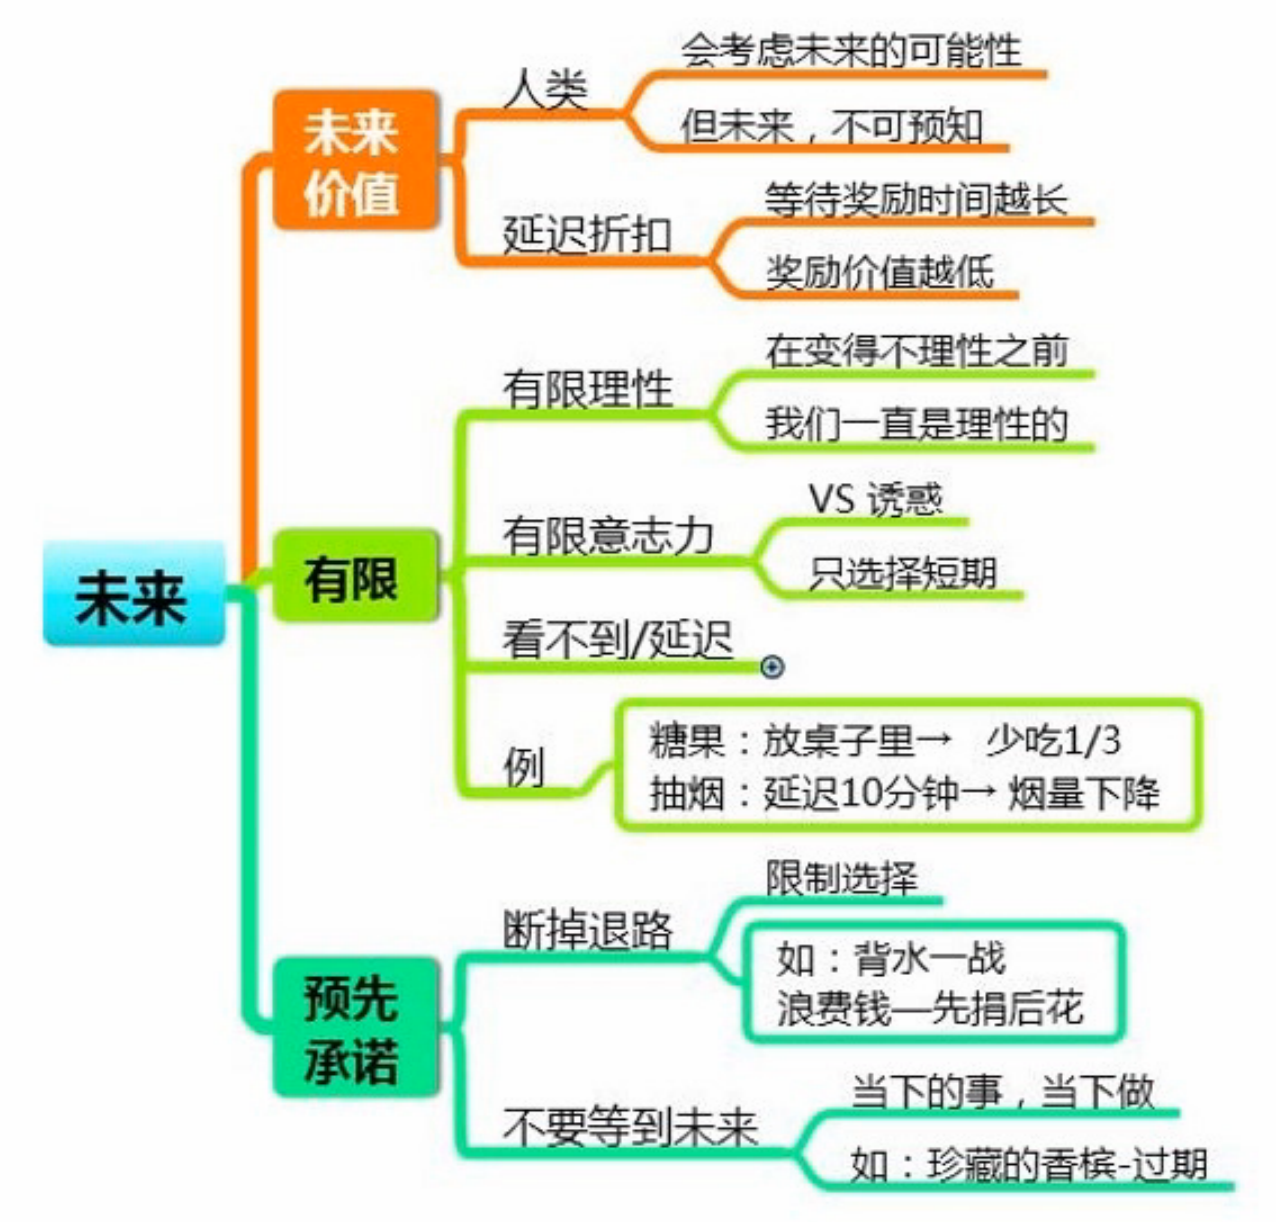 未来
未来
价值
人类
会考虑未来的可能性
但未来，不可预知
延迟折扣
等待奖励时间越长
奖励价值越低
有限
有限理性
在变得不理性之前
我们一直是理性的
有限意志力
VS 诱惑
只选择短期
看不到/延迟
例
糖果：放桌子里→ 少吃1/3
抽烟：延迟10分钟→ 烟量下降
预先
承诺
断掉退路
限制选择
如：背水一战
浪费钱—先捐后花
不要等到未来
当下的事，当下做
如：珍藏的香槟-过期